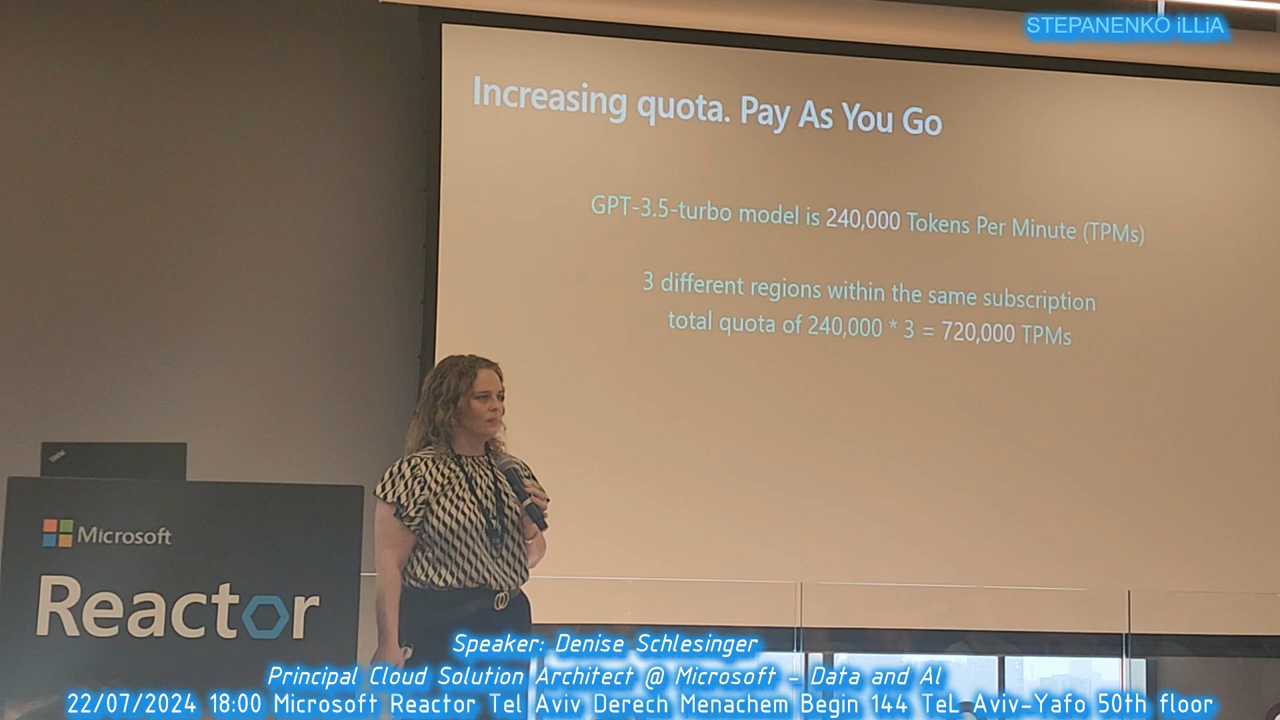 STEPANENKO iLLiA
Increasing quota. Pay As You Go
GPT-3.5-turbo model is 240,000 Tokens Per Minute (TPMs)
3 different regions within the same subscription
total quota of 240,000 * 3 = 720,000 TPMs
ThinkPad
Microsoft
Reactor
Speaker: Denise Schlesinger
Principal Cloud Solution Architect @ Microsoft - Data and AI
22/07/2024 18:00 Microsoft Reactor Tel Aviv Derech Menachem Begin 144 TeL Aviv-Yafo 50th floor